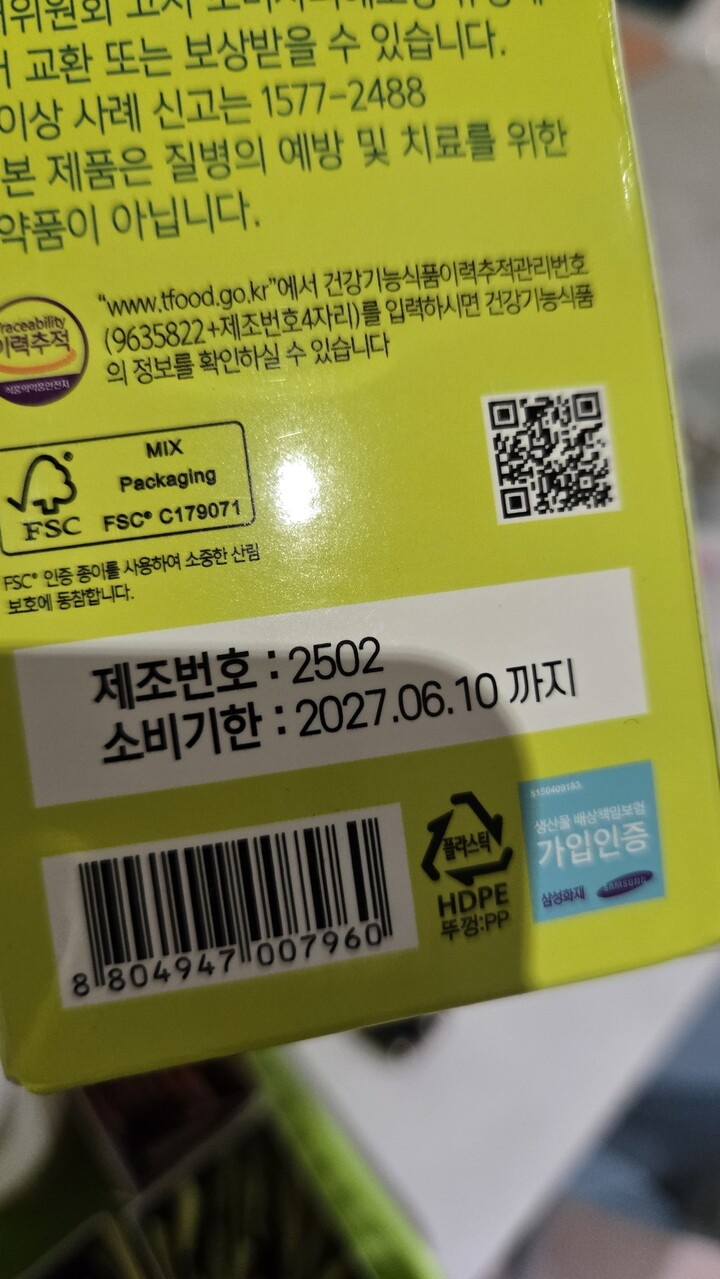 교환 또는 보상받을 수 있습니다.
이상 사례 신고는 1577-2488
본 제품은 질병의 예방 및 치료를 위한
약품이 아닙니다.
"www.tfood.go.kr"에서 건강기능식품이력추적관리번호
(9635822+제조번호4자리)를 입력하시면 건강기능식품
의 정보를 확인하실 수 있습니다
Traceability
이력추적
식품의약품안전처
MIX
Packaging
FSC FSC® C179071
FSC® 인증 종이를 사용하여 소중한 산림
보호에 동참합니다.
제조번호 : 2502
소비기한 : 2027.06.10 까지
8 804947 007960
플라스틱
HDPE
뚜껑:PP
생산물 배상책임보험
가입인증
삼성화재 SAMSUNG